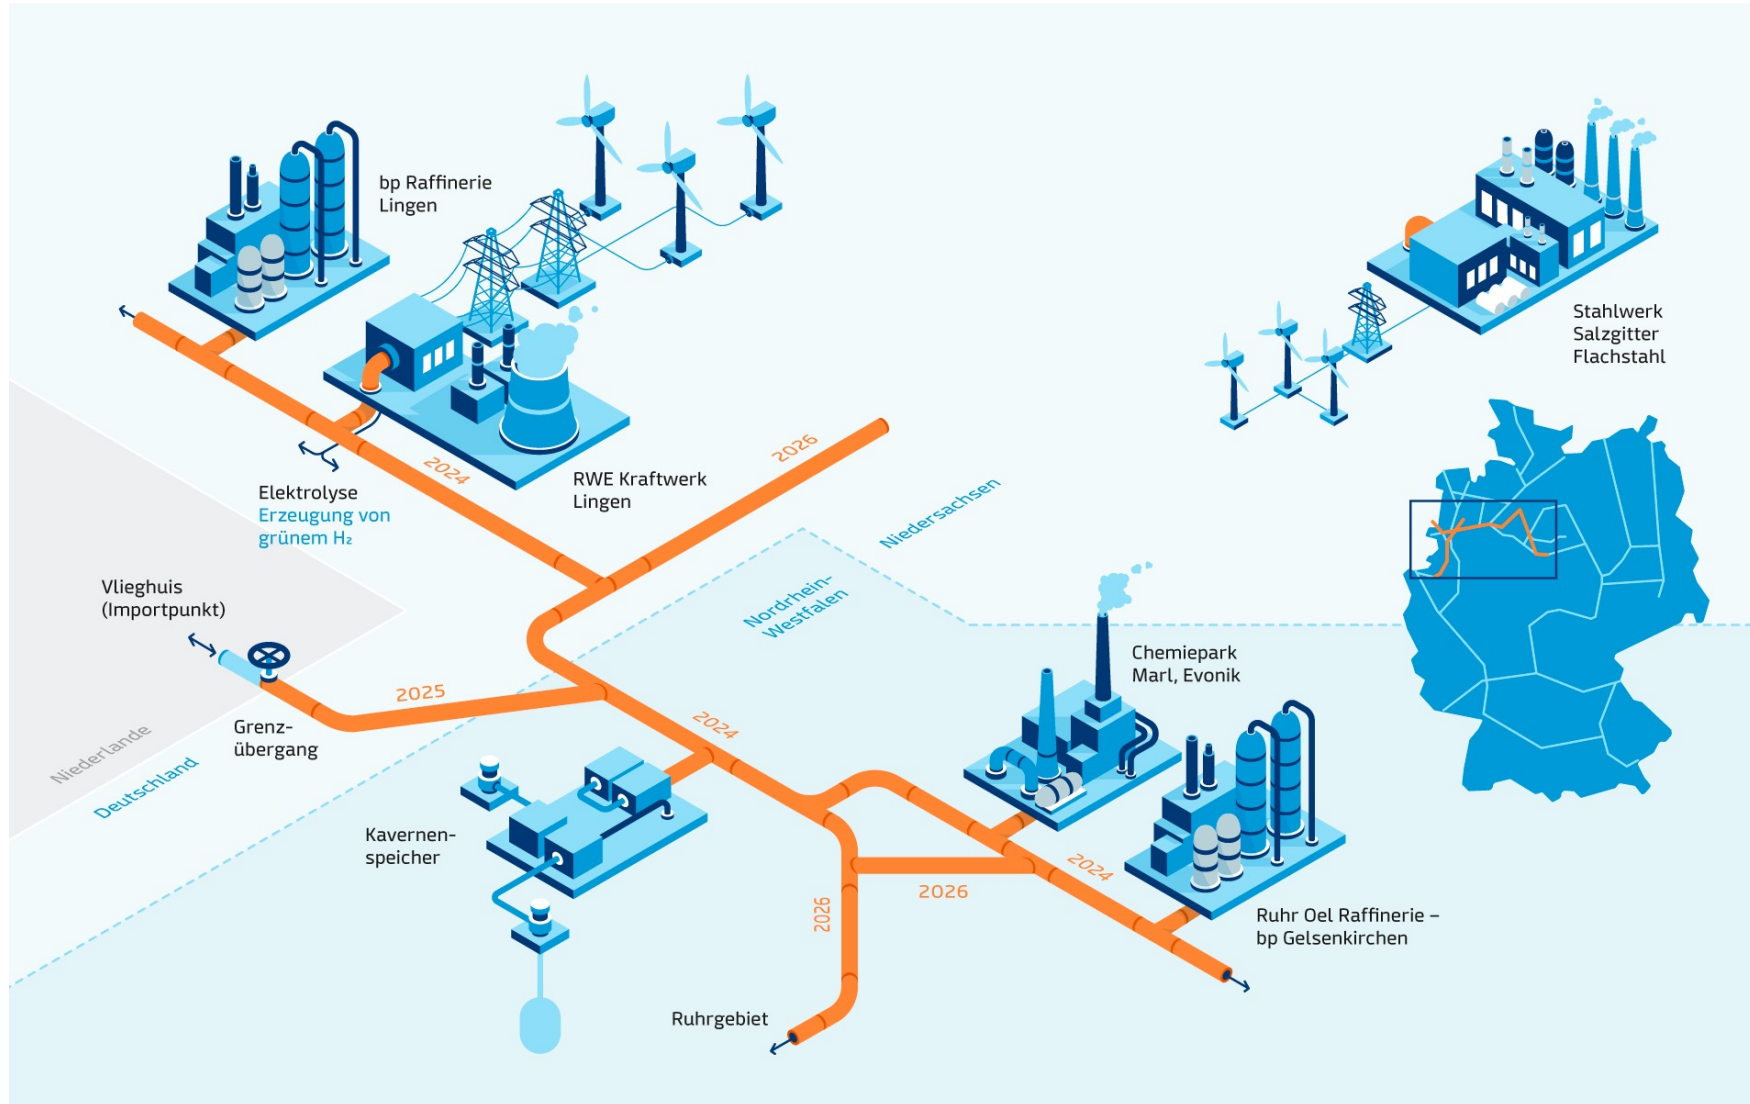 bp Raffinerie
Lingen
Stahlwerk
Salzgitter
Flachstahl
2024
2026
RWE Kraftwerk
Lingen
Elektrolyse
Erzeugung von
grünem H₂
Niedersachsen
Nordrhein-
Westfalen
Vlieghuis
(Importpunkt)
2025
Grenz-
übergang
Niederlande
Deutschland
2024
Chemiepark
Marl, Evonik
Kavernen-
speicher
2024
2026
2026
Ruhr Oel Raffinerie –
bp Gelsenkirchen
Ruhrgebiet